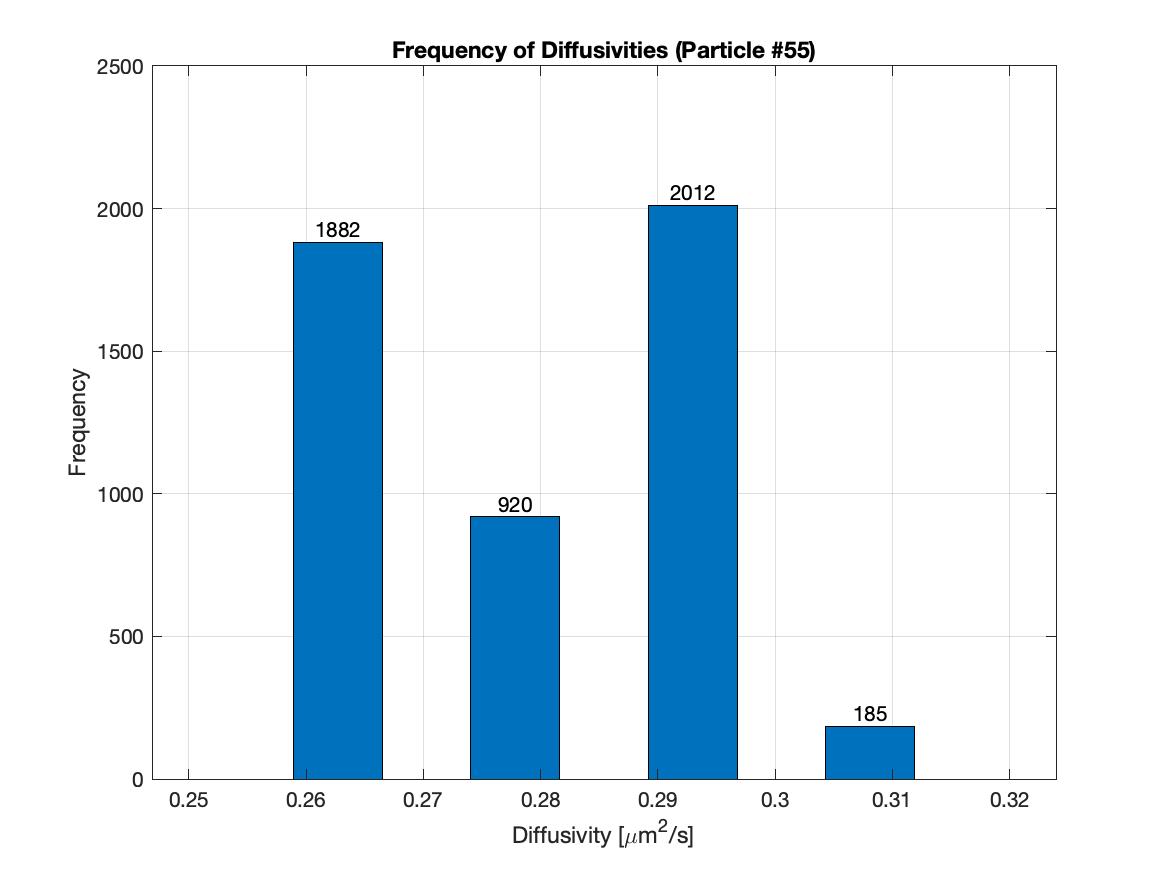 Frequency of Diffusivities (Particle #55)
2500
2000
1500
1000
500
0
Frequency
1882
920
2012
185
0.25 0.26 0.27 0.28 0.29 0.3 0.31 0.32
Diffusivity [μm²/s]